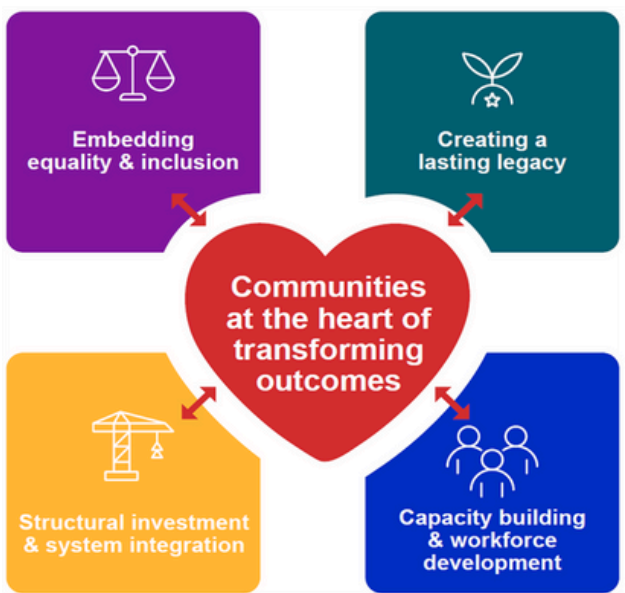 Embedding
equality & inclusion
Creating a
lasting legacy
Communities
at the heart of
transforming
outcomes
Structural investment
& system integration
Capacity building
& workforce
development